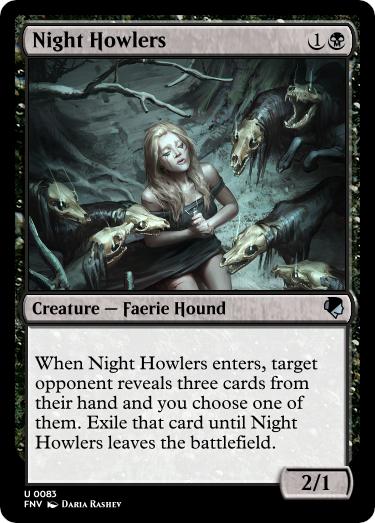 Night Howlers 1
Creature — Faerie Hound
When Night Howlers enters, target
opponent reveals three cards from
their hand and you choose one of
them. Exile that card until Night
Howlers leaves the battlefield.
2/1
U 0083
FNV Daria Rashev